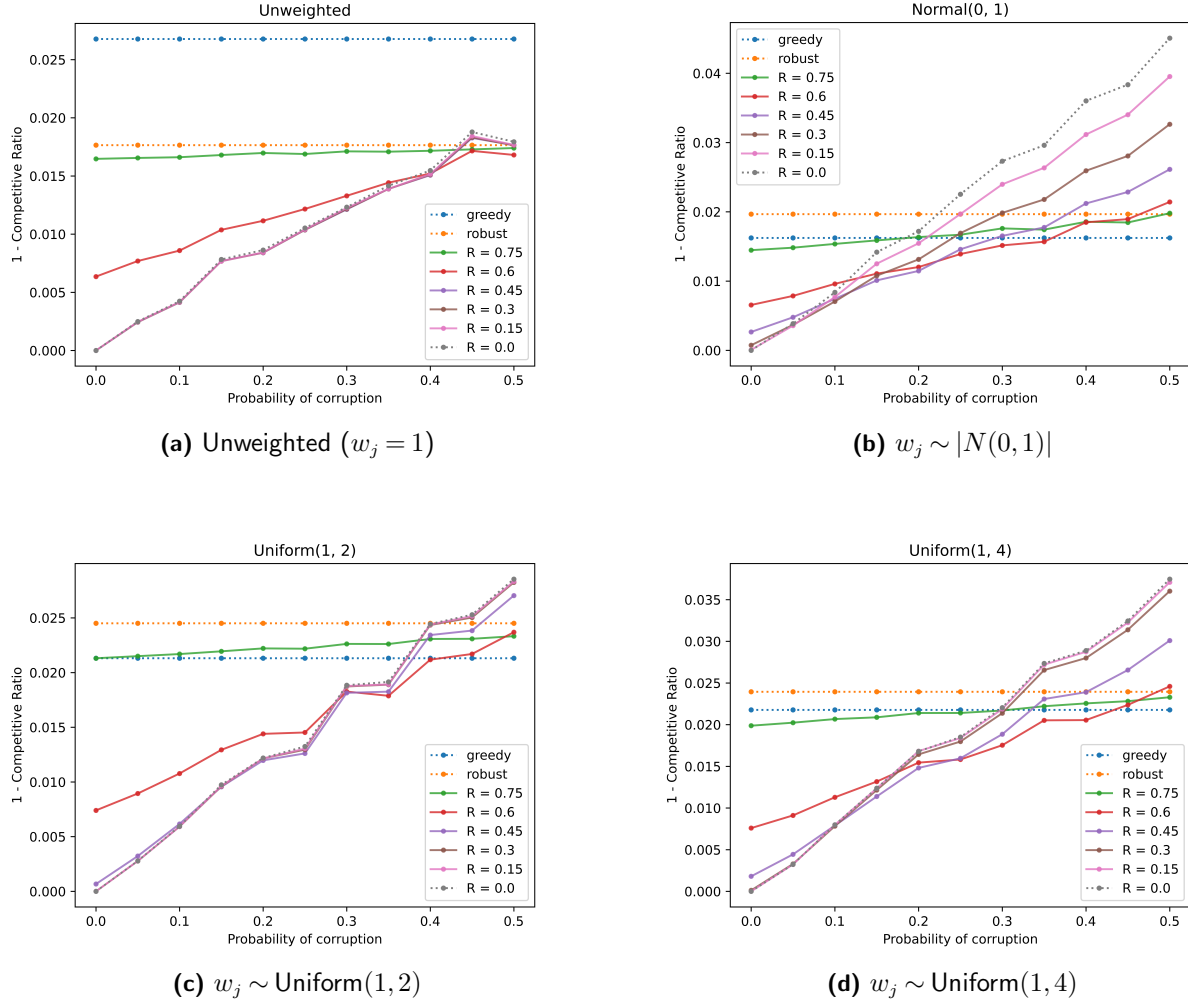 Unweighted
1 - Competitive Ratio
0.025
0.020
0.015
0.010
0.005
0.000
greedy
robust
R = 0.75
R = 0.6
R = 0.45
R = 0.3
R = 0.15
R = 0.0
0.0 0.1 0.2 0.3 0.4 0.5
Probability of corruption
(a) Unweighted (w_j = 1)
Normal(0, 1)
1 - Competitive Ratio
0.04
0.03
0.02
0.01
0.00
greedy
robust
R = 0.75
R = 0.6
R = 0.45
R = 0.3
R = 0.15
R = 0.0
0.0 0.1 0.2 0.3 0.4 0.5
Probability of corruption
(b) w_j ∼ |N(0, 1)|
Uniform(1, 2)
1 - Competitive Ratio
0.025
0.020
0.015
0.010
0.005
0.000
greedy
robust
R = 0.75
R = 0.6
R = 0.45
R = 0.3
R = 0.15
R = 0.0
0.0 0.1 0.2 0.3 0.4 0.5
Probability of corruption
(c) w_j ∼ Uniform(1, 2)
Uniform(1, 4)
1 - Competitive Ratio
0.035
0.030
0.025
0.020
0.015
0.010
0.005
0.000
greedy
robust
R = 0.75
R = 0.6
R = 0.45
R = 0.3
R = 0.15
R = 0.0
0.0 0.1 0.2 0.3 0.4 0.5
Probability of corruption
(d) w_j ∼ Uniform(1, 4)